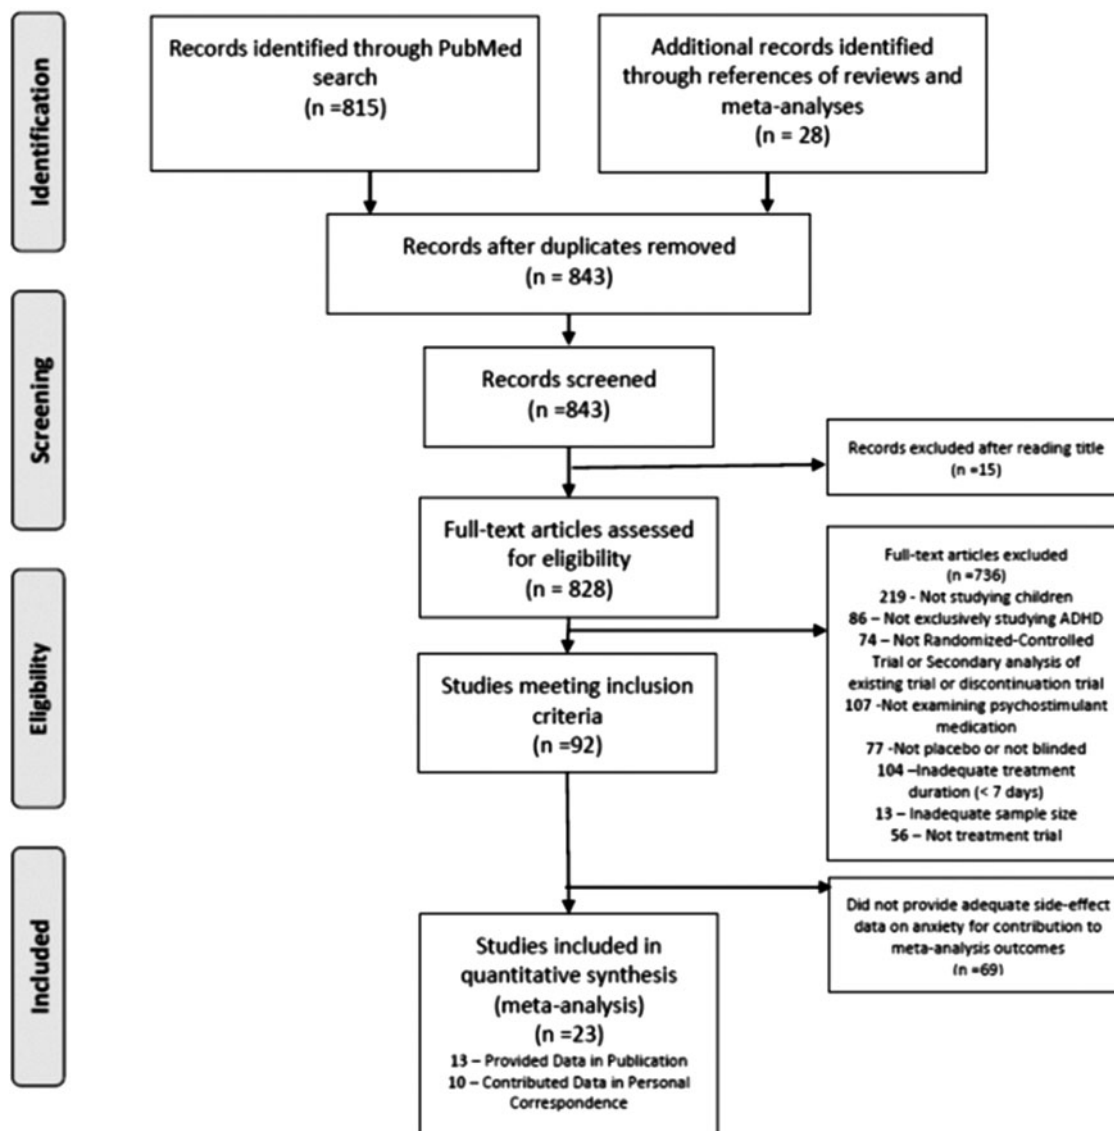 Identification
Records identified through PubMed
search
(n =815)
Additional records identified
through references of reviews and
meta-analyses
(n = 28)
Records after duplicates removed
(n = 843)
Screening
Records screened
(n =843)
Records excluded after reading title
(n =15)
Full-text articles assessed
for eligibility
(n = 828)
Eligibility
Full-text articles excluded
(n =736)
219 - Not studying children
86 – Not exclusively studying ADHD
74 – Not Randomized-Controlled
Trial or Secondary analysis of
existing trial or discontinuation trial
107 -Not examining psychostimulant
medication
77 -Not placebo or not blinded
104 –Inadequate treatment
duration (< 7 days)
13 – Inadequate sample size
56 – Not treatment trial
Studies meeting inclusion
criteria
(n =92)
Included
Did not provide adequate side-effect
data on anxiety for contribution to
meta-analysis outcomes
(n =69)
Studies included in
quantitative synthesis
(meta-analysis)
(n =23)
13 – Provided Data in Publication
10 – Contributed Data in Personal
Correspondence